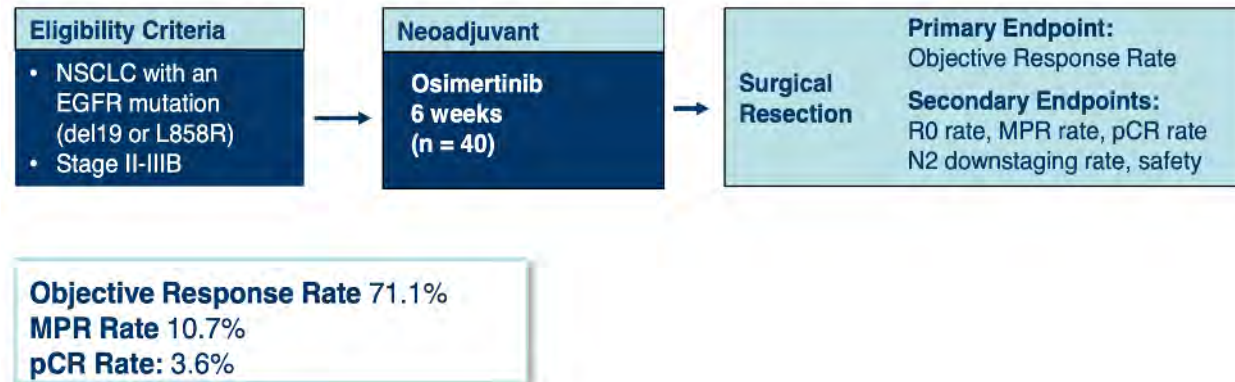 Eligibility Criteria
• NSCLC with an
EGFR mutation
(del19 or L858R)
• Stage II-IIIB
Neoadjuvant
Osimertinib
6 weeks
(n = 40)
Surgical
Resection
Primary Endpoint:
Objective Response Rate
Secondary Endpoints:
R0 rate, MPR rate, pCR rate
N2 downstaging rate, safety
Objective Response Rate 71.1%
MPR Rate 10.7%
pCR Rate: 3.6%